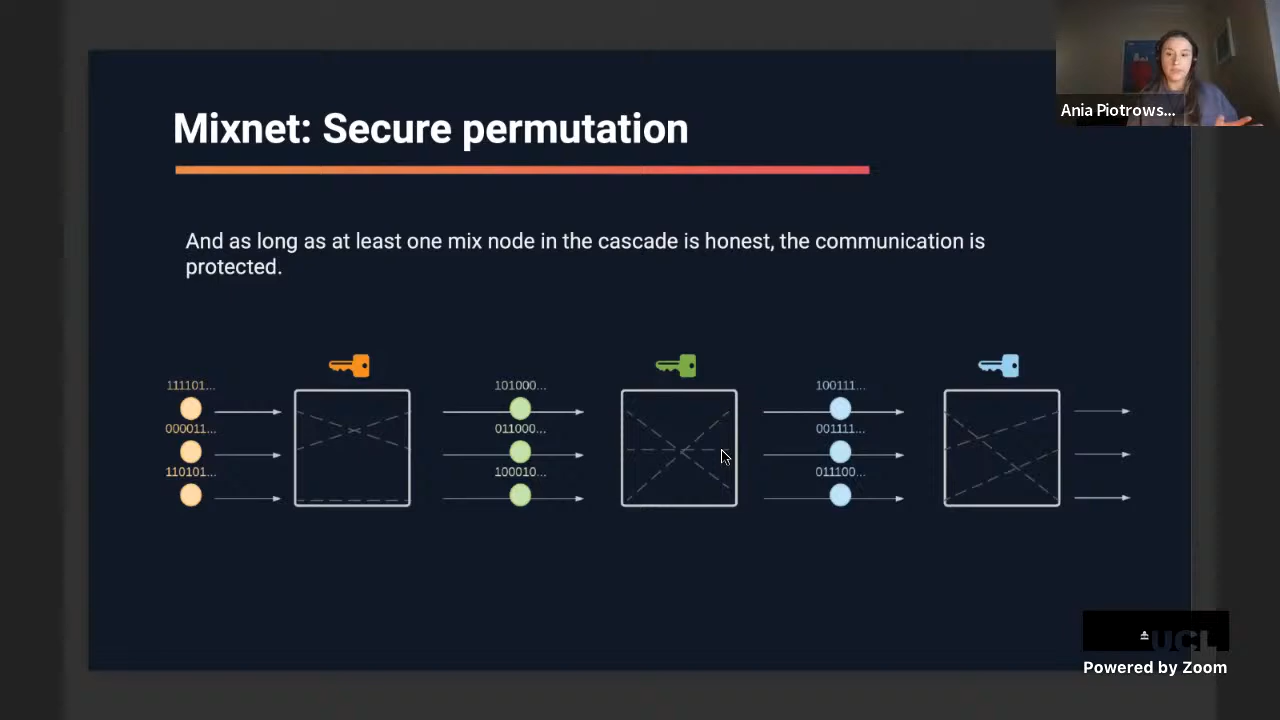 Ania Piotrows...
Mixnet: Secure permutation
And as long as at least one mix node in the cascade is honest, the communication is
protected.
111101...
101000...
100111...
000011...
011000...
001111...
110101...
100010...
011100...
UCL
Powered by Zoom